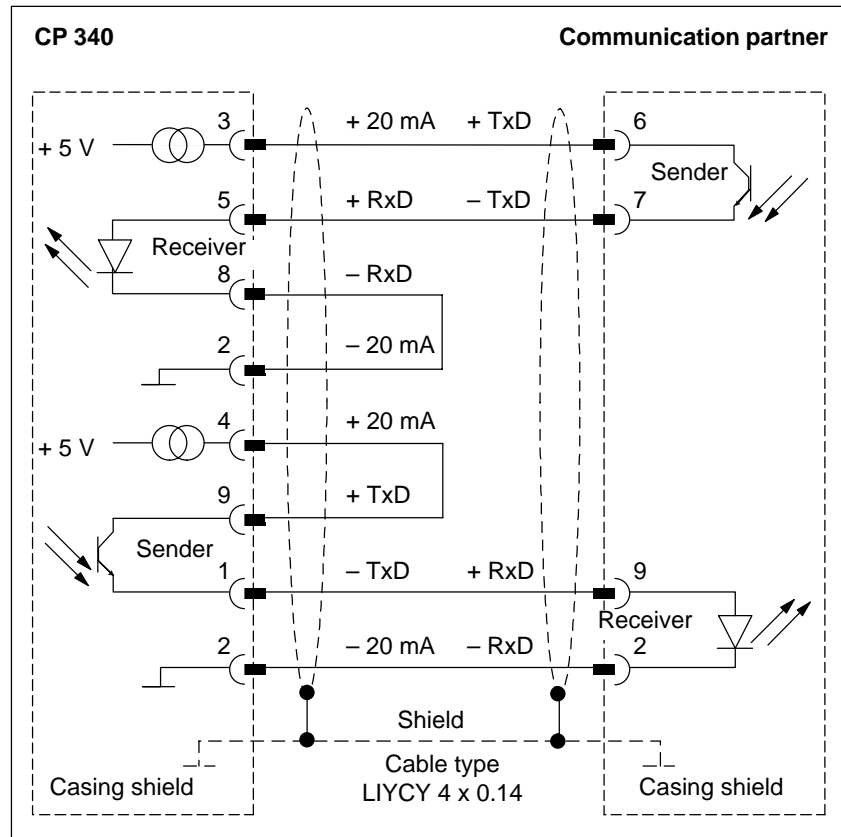 CP 340 Communication partner
3 + 20 mA + TxD 6
+ 5 V
Sender
5 + RxD – TxD 7
Receiver
8 – RxD
2 – 20 mA
4 + 20 mA
+ 5 V
9 + TxD
Sender
1 – TxD + RxD 9
Receiver
2 – 20 mA – RxD 2
Shield
Casing shield Cable type Casing shield
LIYCY 4 x 0.14